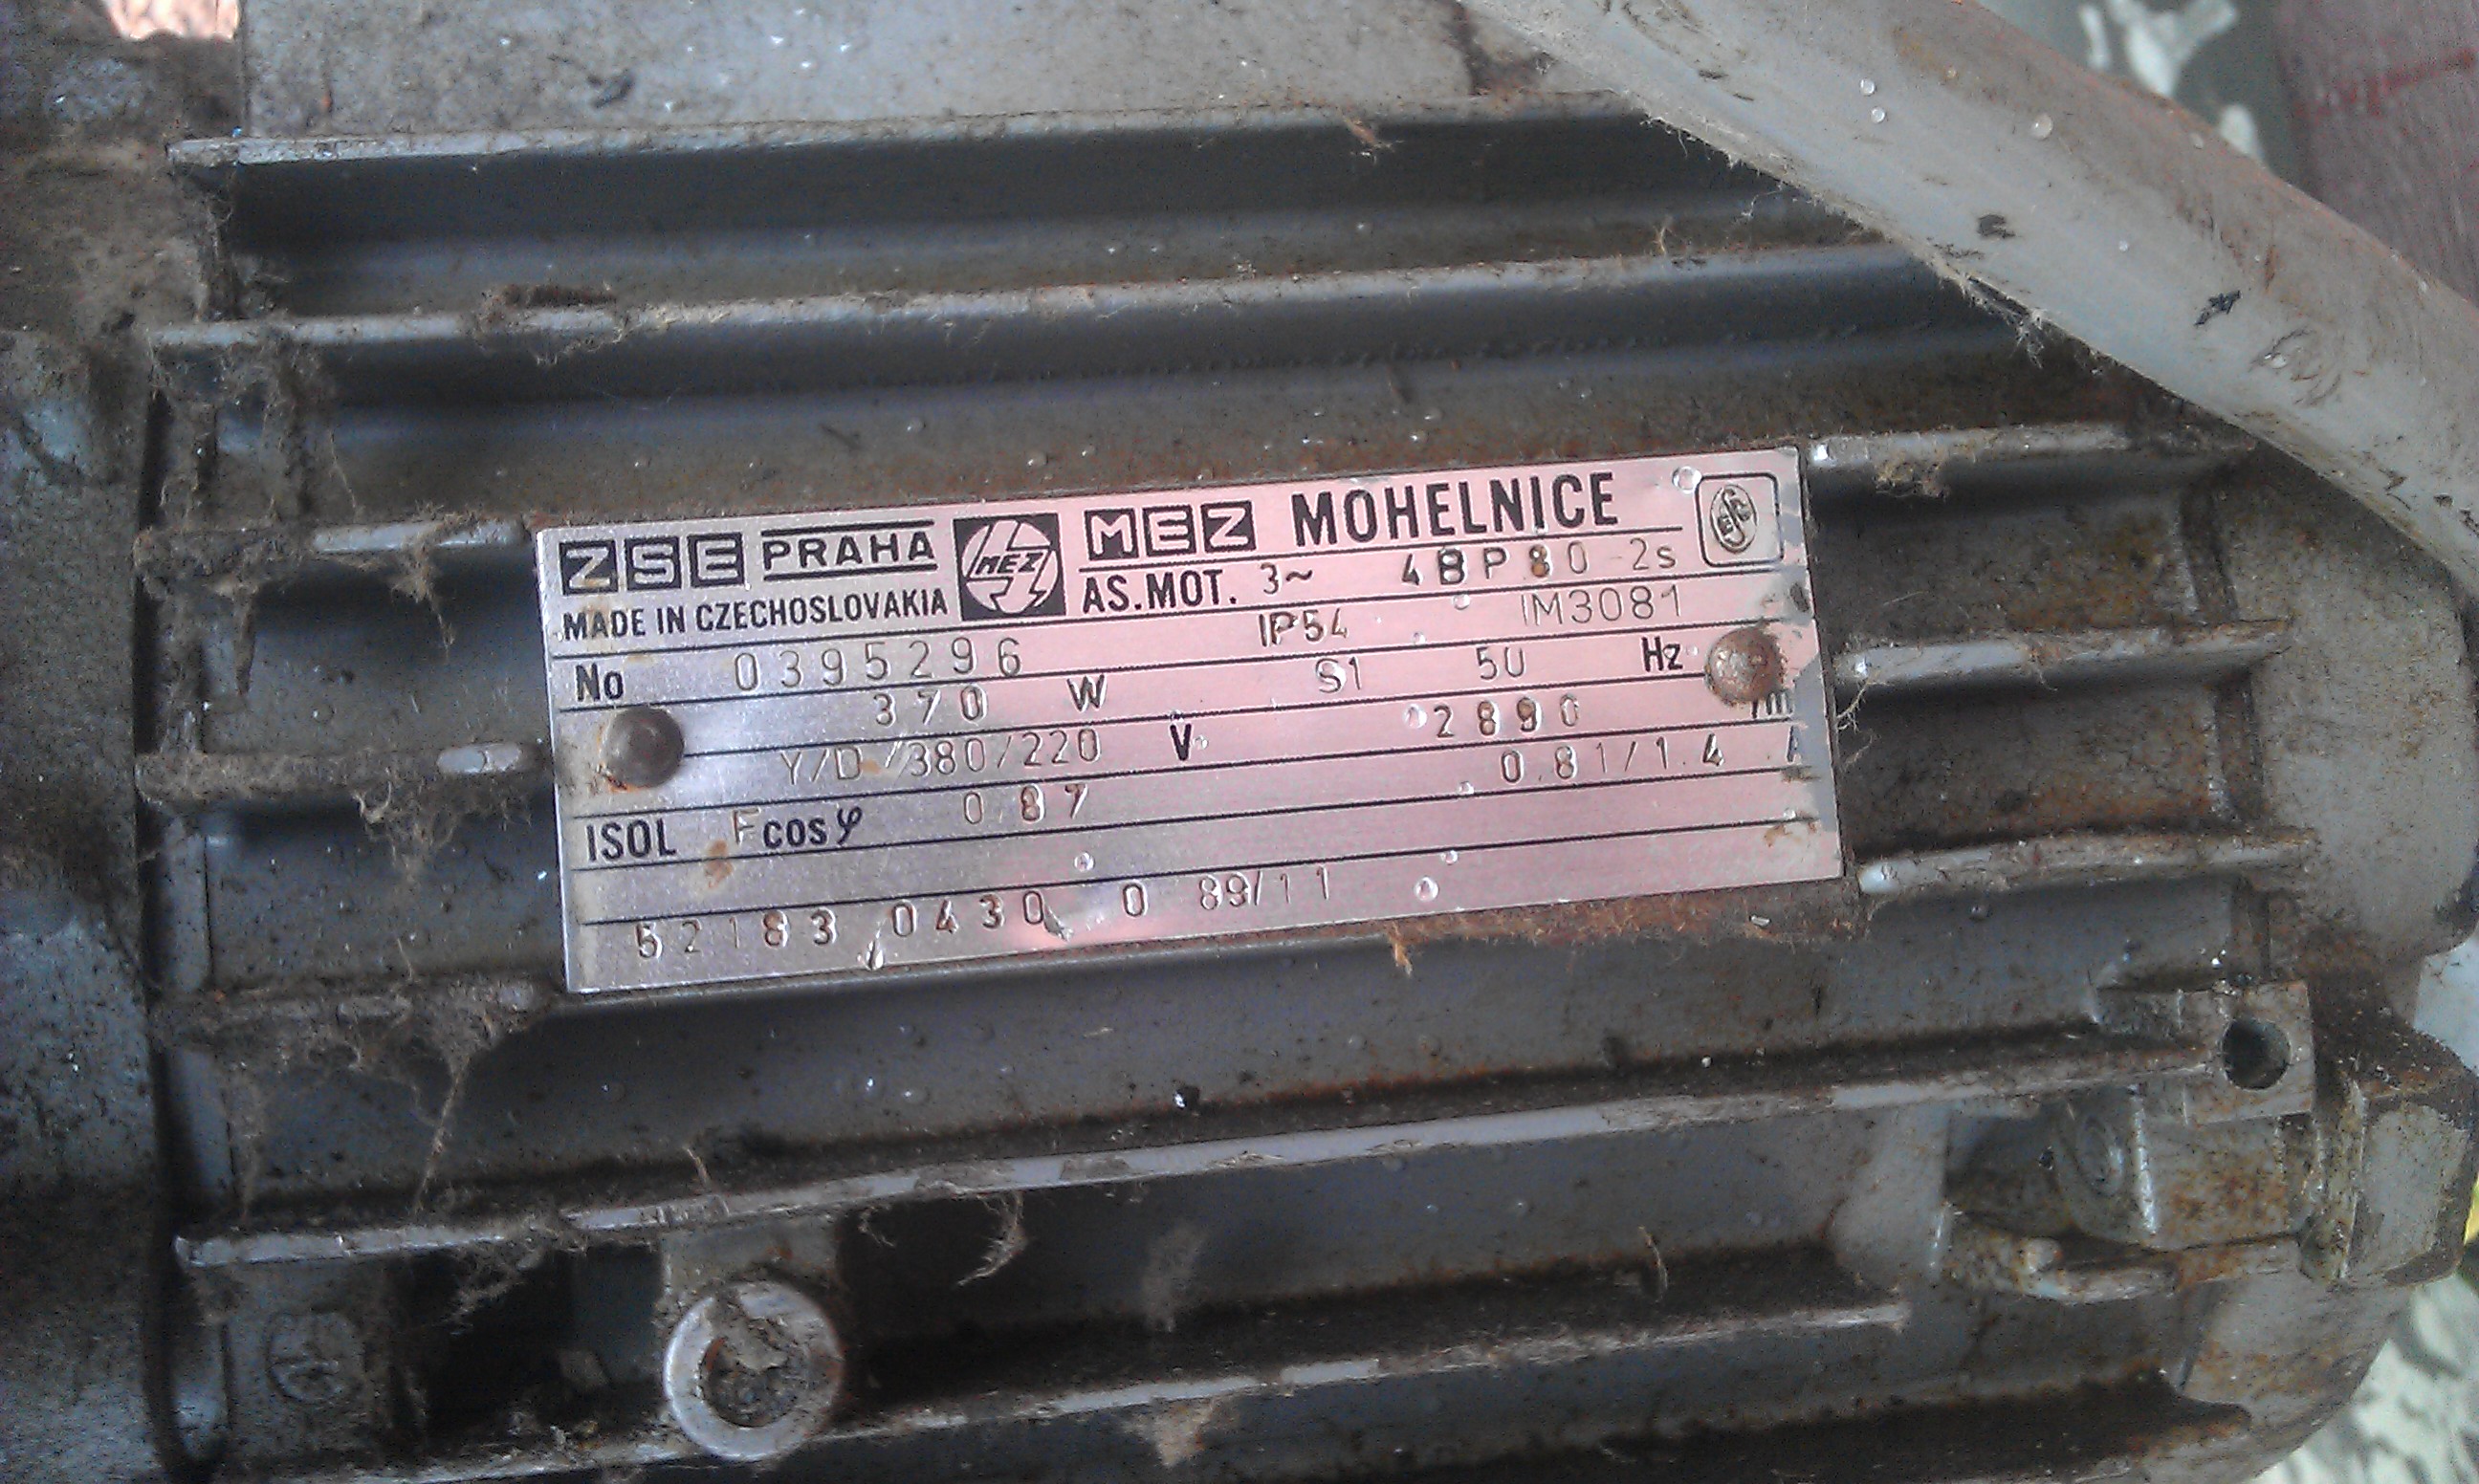 ZSE PRAHA MEZ MEZ MOHELNICE
MADE IN CZECHOSLOVAKIA AS.MOT. 3~ 4BP80-2s
No 0395296 IP54 IM3081
370 W S1 50 Hz
Y/D /380/220 V 2890
ISOL F cosφ 0.87 0.81/1.4 A
52183 0430 0 89/11